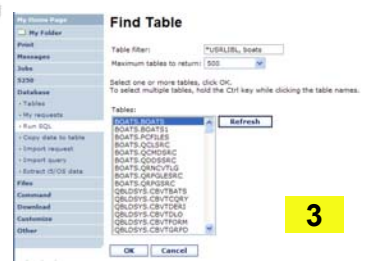 My Home Page
My Folder
Print
Messages
Jobs
5250
Database
Tables
My requests
Run SQL
Copy data to table
Import request
Import query
Extract i5/OS data
Files
Command
Download
Customize
Other
Find Table
Table filter: *USRLIBL, boats
Maximum tables to return: 500
Select one or more tables, click OK.
To select multiple tables, hold the Ctrl key while clicking the table names.
Tables:
BOATS.BOATS
BOATS.BOATS1
BOATS.PCFILES
BOATS.QCLSRC
BOATS.QCMDSRC
BOATS.QDDSSRC
BOATS.QRNCVTLG
BOATS.QRPGLESRC
BOATS.QRPGSRC
QBLDSYS.CBVTBATS
QBLDSYS.CBVTCQRY
QBLDSYS.CBVTDERI
QBLDSYS.CBVTDLO
QBLDSYS.CBVTFORM
QBLDSYS.CBVTGRPD
Refresh
OK Cancel
3